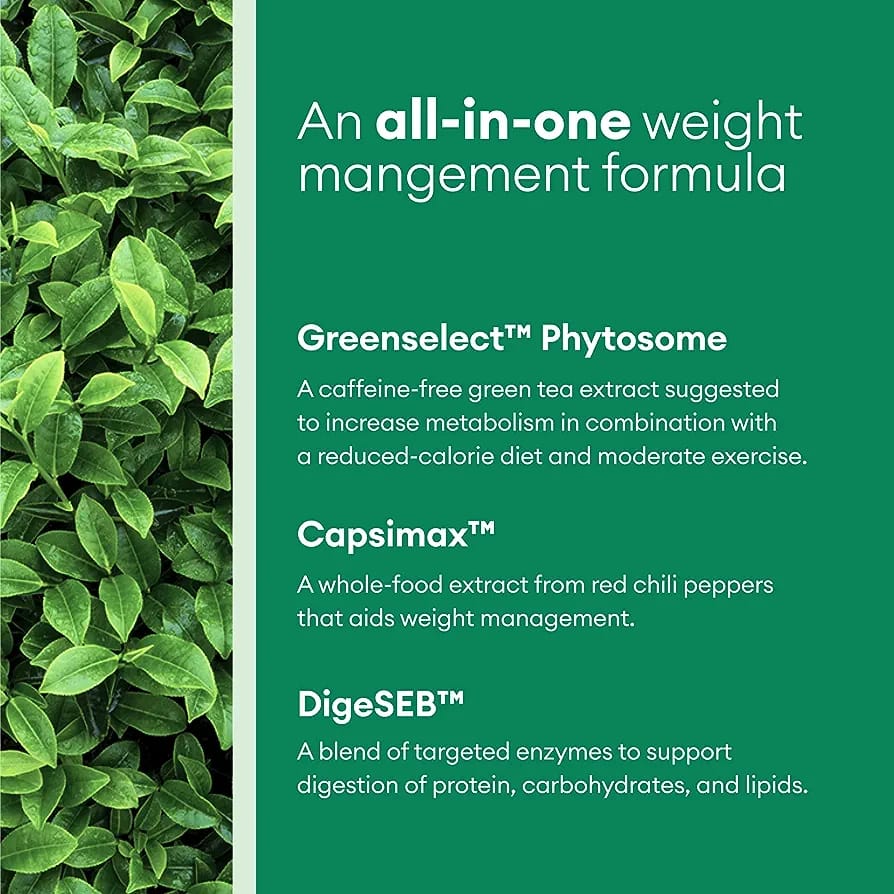 An all-in-one weight
mangement formula
Greenselect™ Phytosome
A caffeine-free green tea extract suggested
to increase metabolism in combination with
a reduced-calorie diet and moderate exercise.
Capsimax™
A whole-food extract from red chili peppers
that aids weight management.
DigeSEB™
A blend of targeted enzymes to support
digestion of protein, carbohydrates, and lipids.